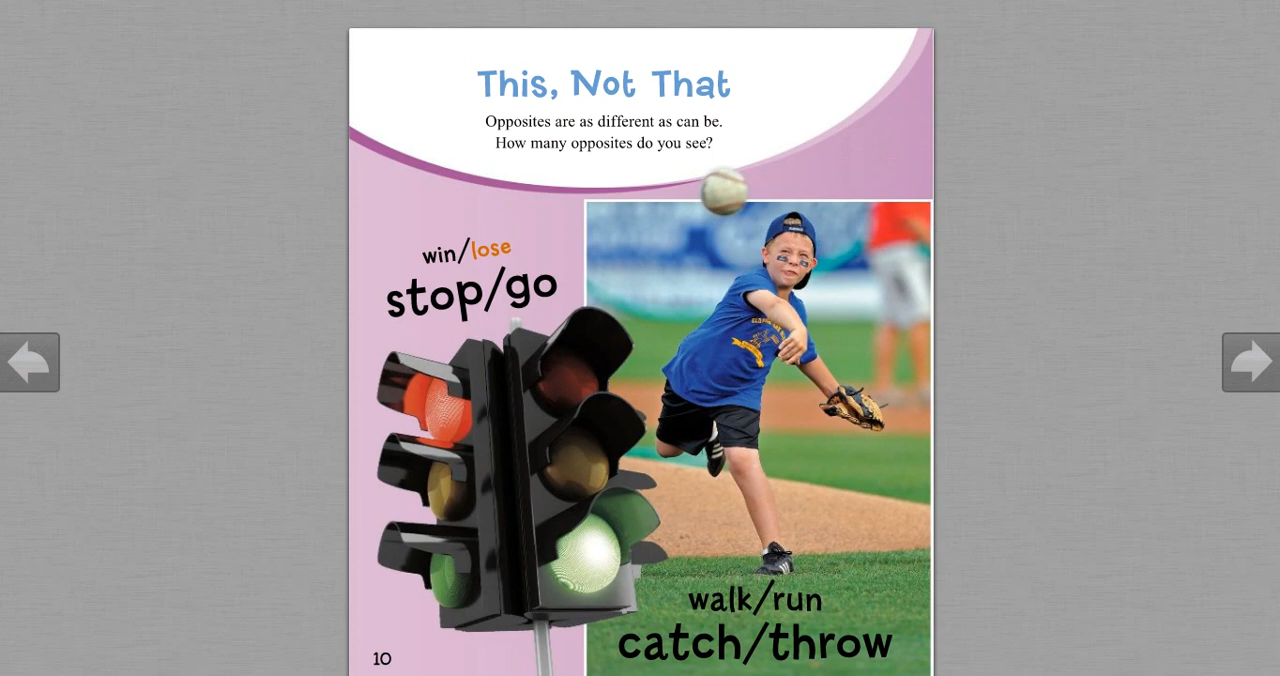 This, Not That
Opposites are as different as can be.
How many opposites do you see?
win/lose
stop/go
walk/run
catch/throw
10